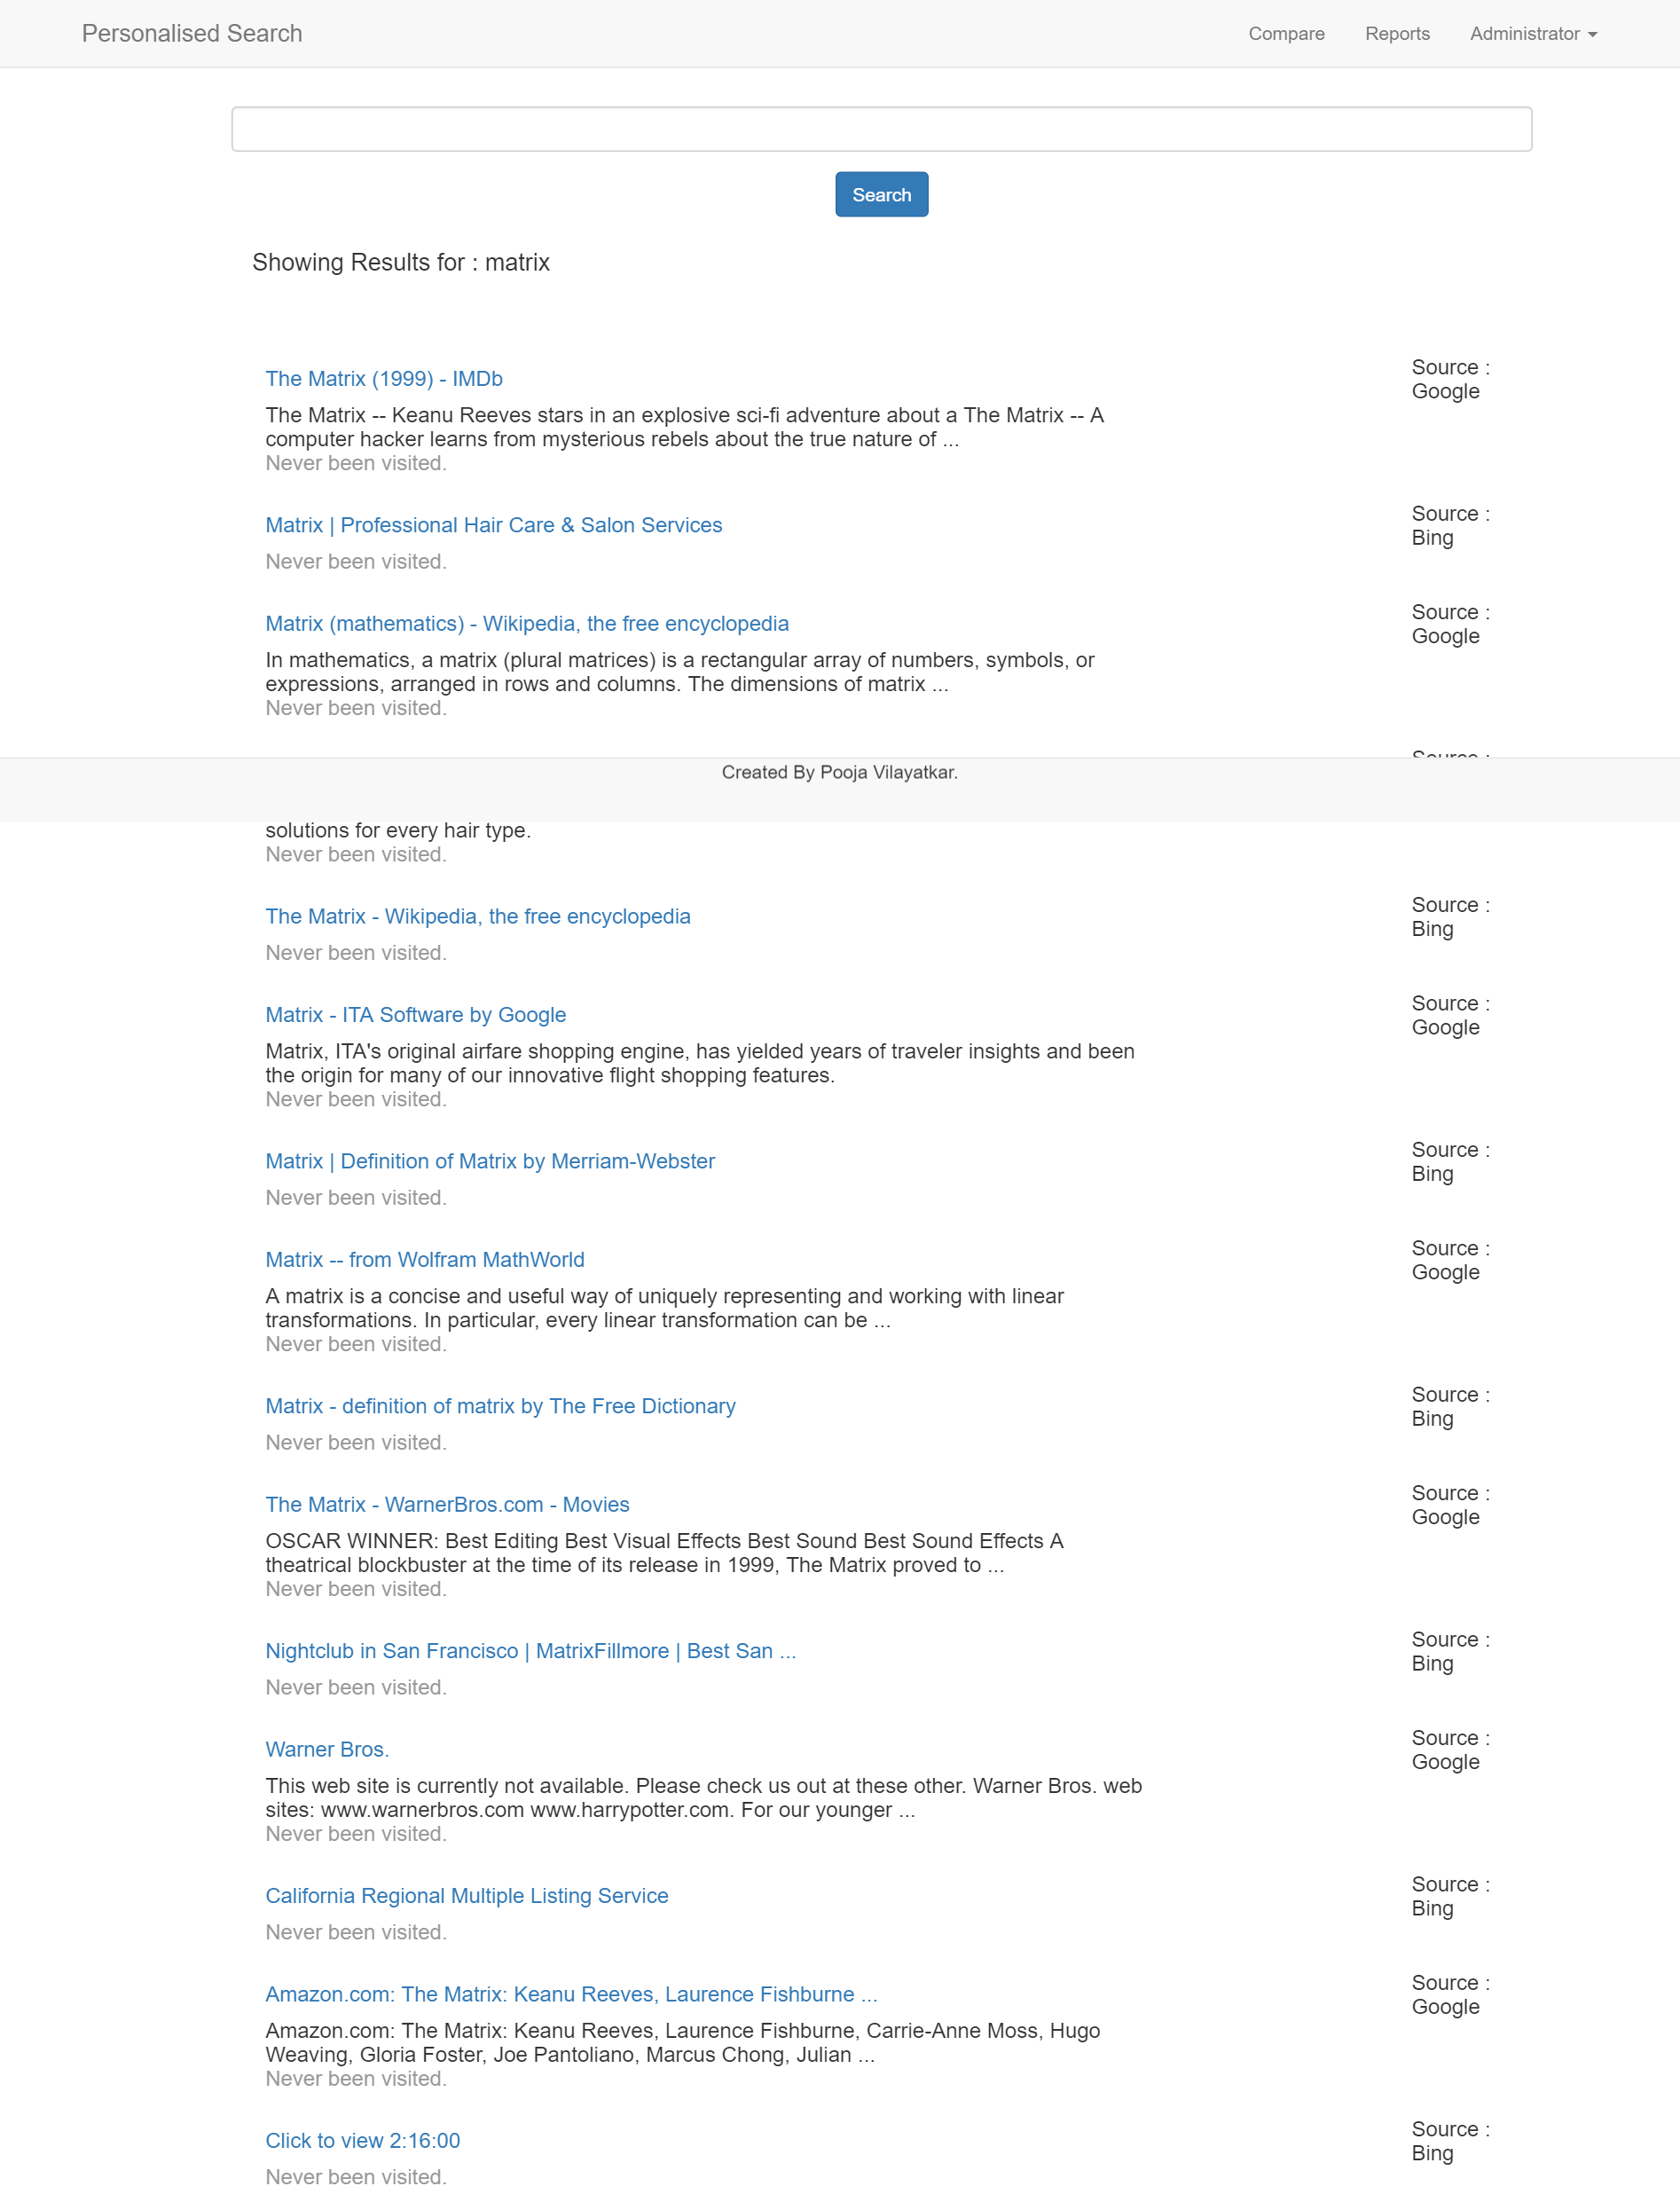 Personalised Search
Compare
Reports
Administrator
Search
Showing Results for : matrix
The Matrix (1999) - IMDb
Source :
Google
The Matrix -- Keanu Reeves stars in an explosive sci-fi adventure about a The Matrix -- A
computer hacker learns from mysterious rebels about the true nature of ...
Never been visited.
Matrix | Professional Hair Care & Salon Services
Source :
Bing
Never been visited.
Matrix (mathematics) - Wikipedia, the free encyclopedia
Source :
Google
In mathematics, a matrix (plural matrices) is a rectangular array of numbers, symbols, or
expressions, arranged in rows and columns. The dimensions of matrix ...
Never been visited.
Created By Pooja Vilayatkar.
solutions for every hair type.
Never been visited.
The Matrix - Wikipedia, the free encyclopedia
Source :
Bing
Never been visited.
Matrix - ITA Software by Google
Source :
Google
Matrix, ITA's original airfare shopping engine, has yielded years of traveler insights and been
the origin for many of our innovative flight shopping features.
Never been visited.
Matrix | Definition of Matrix by Merriam-Webster
Source :
Bing
Never been visited.
Matrix -- from Wolfram MathWorld
Source :
Google
A matrix is a concise and useful way of uniquely representing and working with linear
transformations. In particular, every linear transformation can be ...
Never been visited.
Matrix - definition of matrix by The Free Dictionary
Source :
Bing
Never been visited.
The Matrix - WarnerBros.com - Movies
Source :
Google
OSCAR WINNER: Best Editing Best Visual Effects Best Sound Best Sound Effects A
theatrical blockbuster at the time of its release in 1999, The Matrix proved to ...
Never been visited.
Nightclub in San Francisco | MatrixFillmore | Best San ...
Source :
Bing
Never been visited.
Warner Bros.
Source :
Google
This web site is currently not available. Please check us out at these other. Warner Bros. web
sites: www.warnerbros.com www.harrypotter.com. For our younger ...
Never been visited.
California Regional Multiple Listing Service
Source :
Bing
Never been visited.
Amazon.com: The Matrix: Keanu Reeves, Laurence Fishburne ...
Source :
Google
Amazon.com: The Matrix: Keanu Reeves, Laurence Fishburne, Carrie-Anne Moss, Hugo
Weaving, Gloria Foster, Joe Pantoliano, Marcus Chong, Julian ...
Never been visited.
Click to view 2:16:00
Source :
Bing
Never been visited.